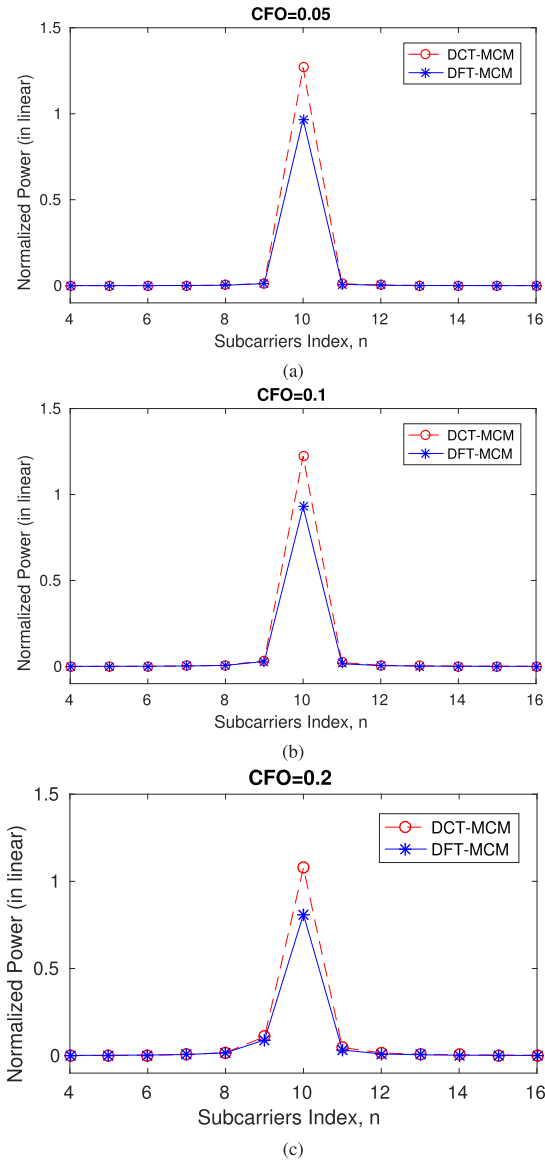 CFO=0.05
1.5
1
0.5
0
Normalized Power (in linear)
DCT-MCM
DFT-MCM
4 6 8 10 12 14 16
Subcarriers Index, n
(a)
CFO=0.1
1.5
1
0.5
0
Normalized Power (in linear)
DCT-MCM
DFT-MCM
4 6 8 10 12 14 16
Subcarriers Index, n
(b)
CFO=0.2
1.5
1
0.5
0
Normalized Power (in linear)
DCT-MCM
DFT-MCM
4 6 8 10 12 14 16
Subcarriers Index, n
(c)